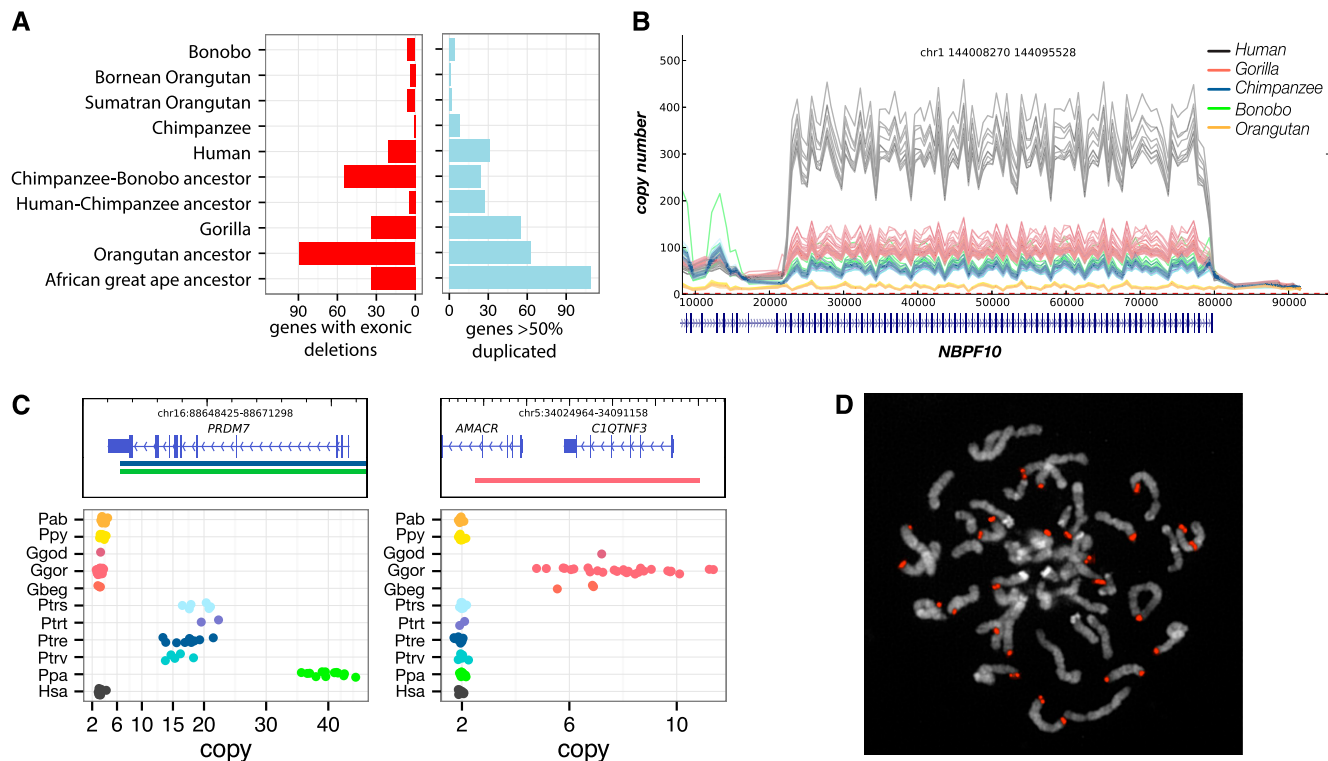 A
Bonobo
Bornean Orangutan
Sumatran Orangutan
Chimpanzee
Human
Chimpanzee-Bonobo ancestor
Human-Chimpanzee ancestor
Gorilla
Orangutan ancestor
African great ape ancestor
90 60 30 0
genes with exonic
deletions
0 30 60 90
genes >50%
duplicated
B
chr1 144008270 144095528
copy number
500
400
300
200
100
0
10000 20000 30000 40000 50000 60000 70000 80000 90000
NBPF10
Human
Gorilla
Chimpanzee
Bonobo
Orangutan
C
chr16:88648425-88671298
PRDM7
Pab
Ppy
Ggod
Ggor
Gbeg
Ptrs
Ptrt
Ptre
Ptrv
Ppa
Hsa
2 6 10 15 20 30 40
copy
chr5:34024964-34091158
AMACR C1QTNF3
Pab
Ppy
Ggod
Ggor
Gbeg
Ptrs
Ptrt
Ptre
Ptrv
Ppa
Hsa
2 6 10
copy
D